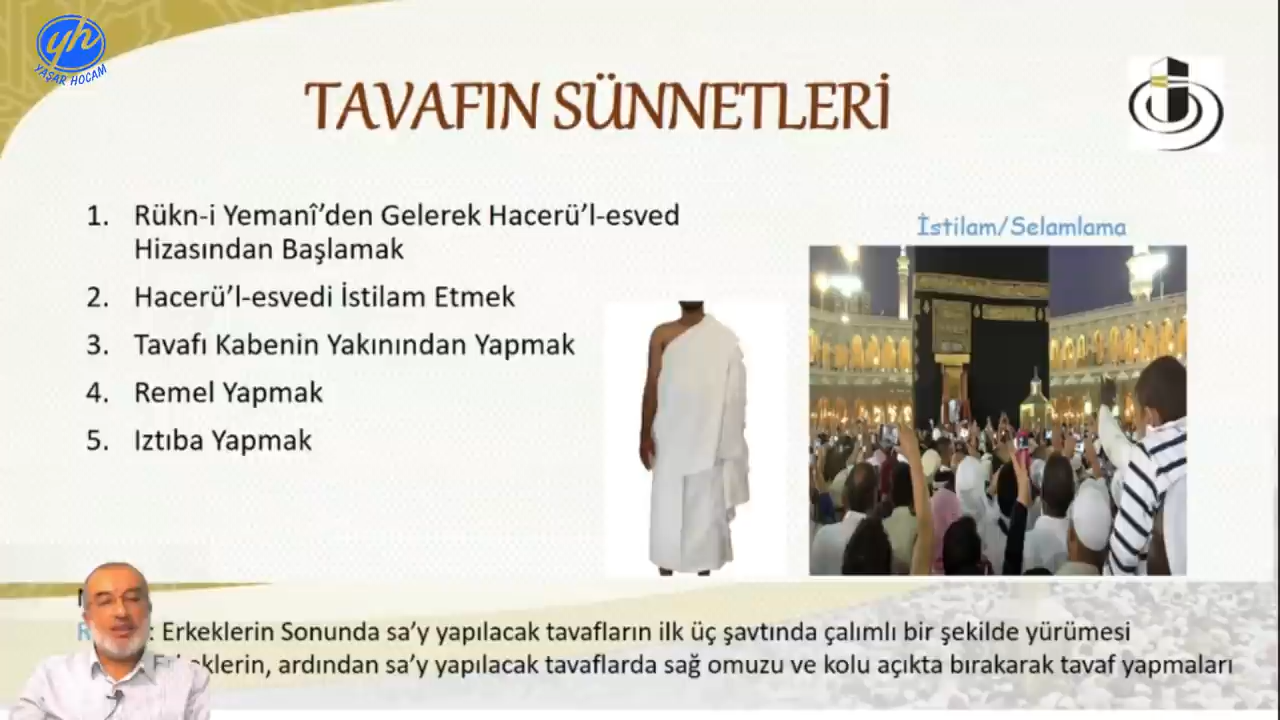 yh
YAŞAR HOCAM
TAVAFIN SÜNNETLERİ
1. Rükn-i Yemanî’den Gelerek Hacerü’l-esved
Hizasından Başlamak
2. Hacerü’l-esvedi İstilam Etmek
3. Tavafı Kabenin Yakınından Yapmak
4. Remel Yapmak
5. Iztıba Yapmak
İstilam/Selamlama
: Erkeklerin Sonunda sa’y yapılacak tavafların ilk üç şavtında çalımlı bir şekilde yürümesi
Erkeklerin, ardından sa’y yapılacak tavaflarda sağ omuzu ve kolu açıkta bırakarak tavaf yapmaları